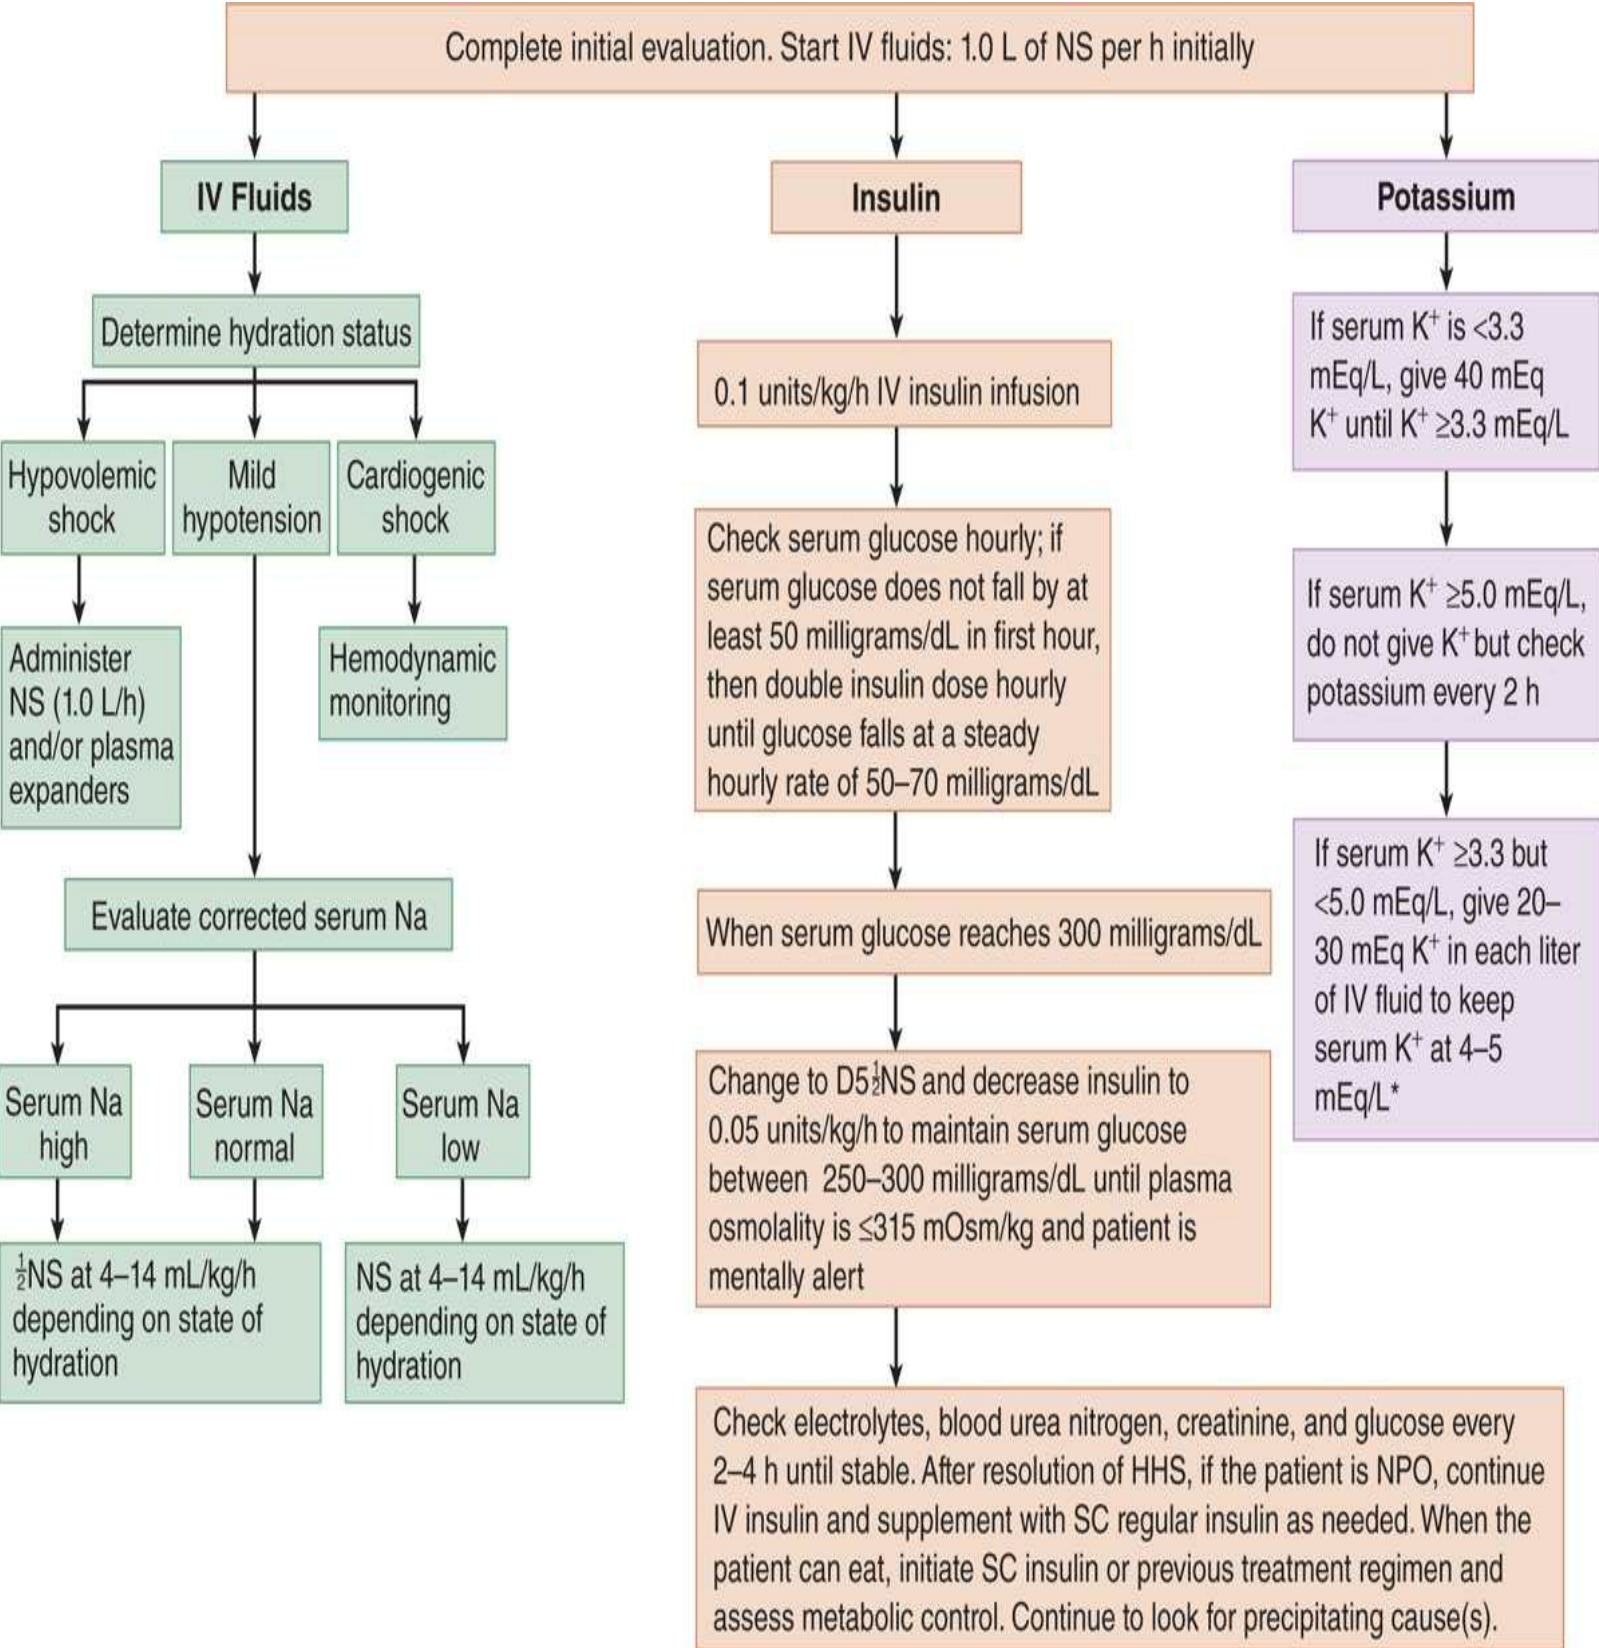 Complete initial evaluation. Start IV fluids: 1.0 L of NS per h initially
IV Fluids
Determine hydration status
Hypovolemic
shock
Mild
hypotension
Cardiogenic
shock
Administer
NS (1.0 L/h)
and/or plasma
expanders
Hemodynamic
monitoring
Evaluate corrected serum Na
Serum Na
high
Serum Na
normal
Serum Na
low
½NS at 4–14 mL/kg/h
depending on state of
hydration
NS at 4–14 mL/kg/h
depending on state of
hydration
Insulin
0.1 units/kg/h IV insulin infusion
Check serum glucose hourly; if
serum glucose does not fall by at
least 50 milligrams/dL in first hour,
then double insulin dose hourly
until glucose falls at a steady
hourly rate of 50–70 milligrams/dL
When serum glucose reaches 300 milligrams/dL
Change to D5½NS and decrease insulin to
0.05 units/kg/h to maintain serum glucose
between 250–300 milligrams/dL until plasma
osmolality is ≤315 mOsm/kg and patient is
mentally alert
Check electrolytes, blood urea nitrogen, creatinine, and glucose every
2–4 h until stable. After resolution of HHS, if the patient is NPO, continue
IV insulin and supplement with SC regular insulin as needed. When the
patient can eat, initiate SC insulin or previous treatment regimen and
assess metabolic control. Continue to look for precipitating cause(s).
Potassium
If serum K⁺ is <3.3
mEq/L, give 40 mEq
K⁺ until K⁺ ≥3.3 mEq/L
If serum K⁺ ≥5.0 mEq/L,
do not give K⁺ but check
potassium every 2 h
If serum K⁺ ≥3.3 but
<5.0 mEq/L, give 20–
30 mEq K⁺ in each liter
of IV fluid to keep
serum K⁺ at 4–5
mEq/L*